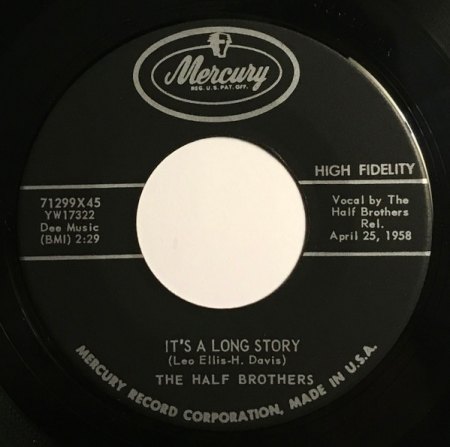 Mercury
REG. U.S. PAT. OFF.
HIGH FIDELITY
71299X45
YW17322
Dee Music
(BMI) 2:29
Vocal by The
Half Brothers
Rel.
April 25, 1958
IT'S A LONG STORY
(Leo Ellis-H. Davis)
THE HALF BROTHERS
MERCURY RECORD CORPORATION, MADE IN U.S.A.